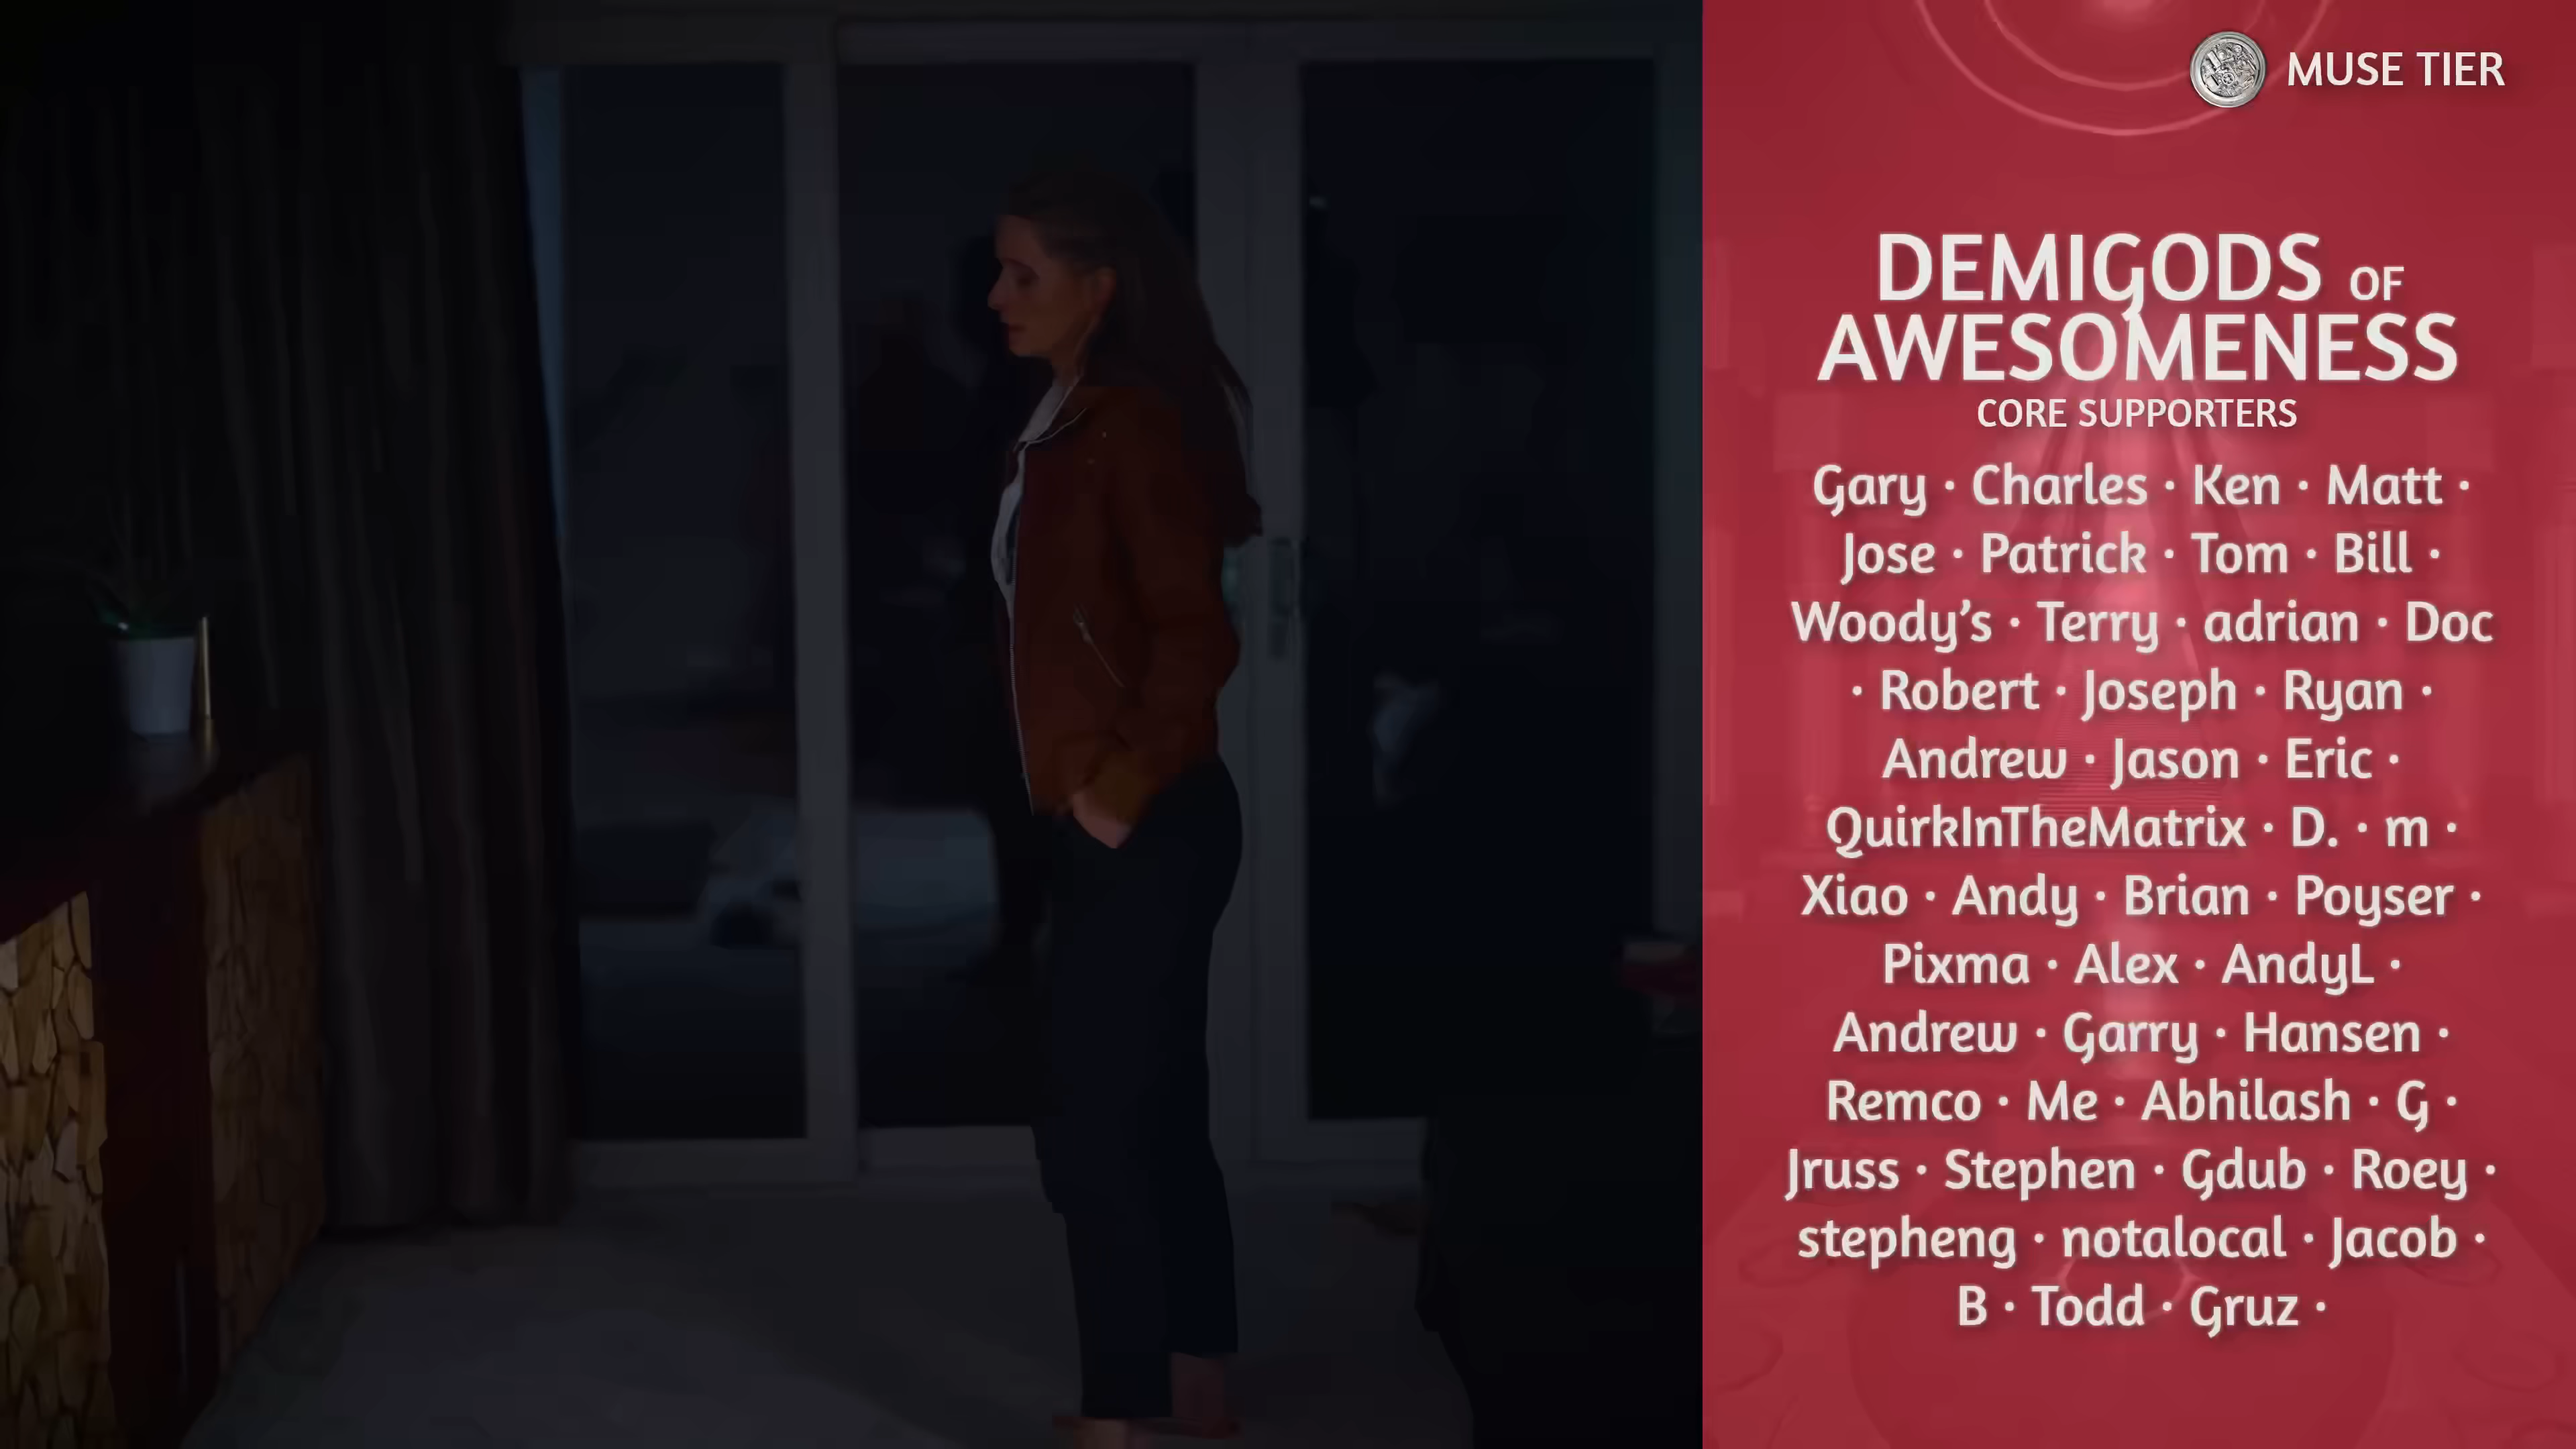 MUSE TIER
DEMIGODS OF
AWESOMENESS
CORE SUPPORTERS
Gary · Charles · Ken · Matt ·
Jose · Patrick · Tom · Bill ·
Woody’s · Terry · adrian · Doc
· Robert · Joseph · Ryan ·
Andrew · Jason · Eric ·
QuirkInTheMatrix · D. · m ·
Xiao · Andy · Brian · Poyser ·
Pixma · Alex · AndyL ·
Andrew · Garry · Hansen ·
Remco · Me · Abhilash · G ·
Jruss · Stephen · Gdub · Roey ·
stepheng · notalocal · Jacob ·
B · Todd · Gruz ·